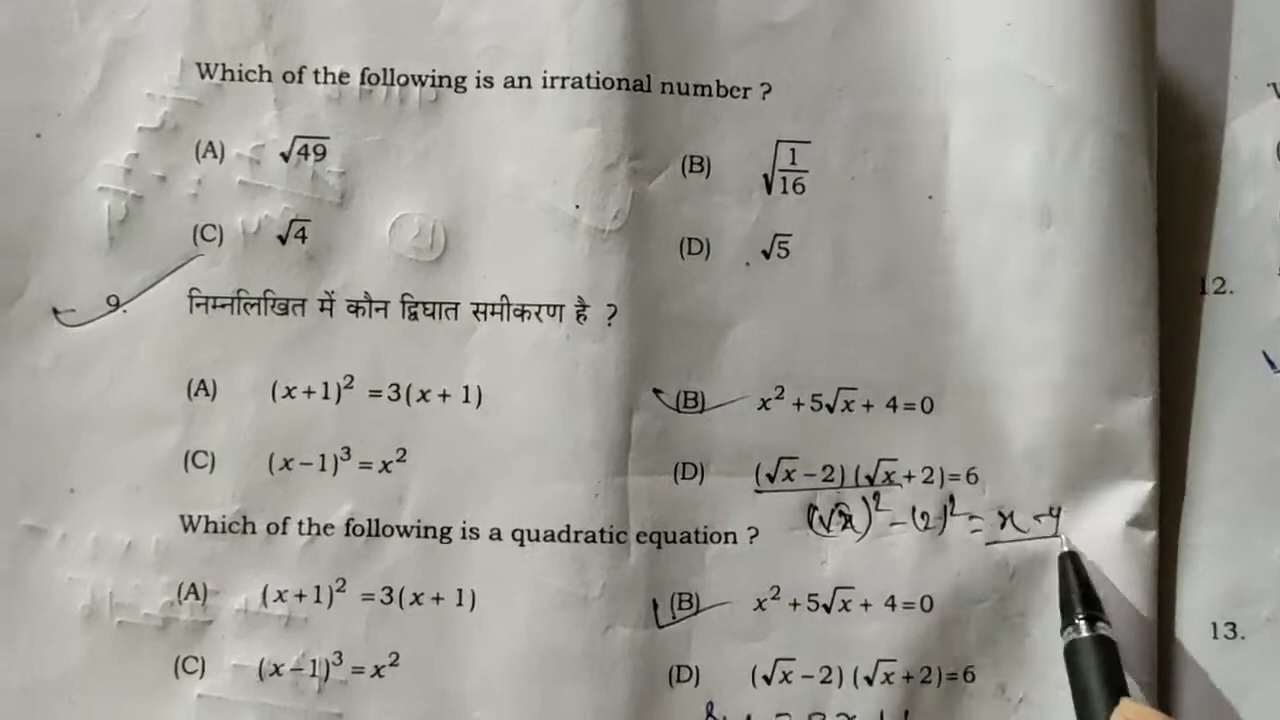 Which of the following is an irrational number ?
(A) √49 (B) √(1/16)
(C) √4 (D) √5
9. निम्नलिखित में कौन द्विघात समीकरण है ?
(A) (x+1)² =3(x+1) (B) x²+5√x+4=0
(C) (x−1)³=x² (D) (√x−2)(√x+2)=6
(√x)²−(2)²= x-4
Which of the following is a quadratic equation ?
(A) (x+1)² =3(x+1) (B) x²+5√x+4=0
(C) (x−1)³=x² (D) (√x−2)(√x+2)=6
12.
13.